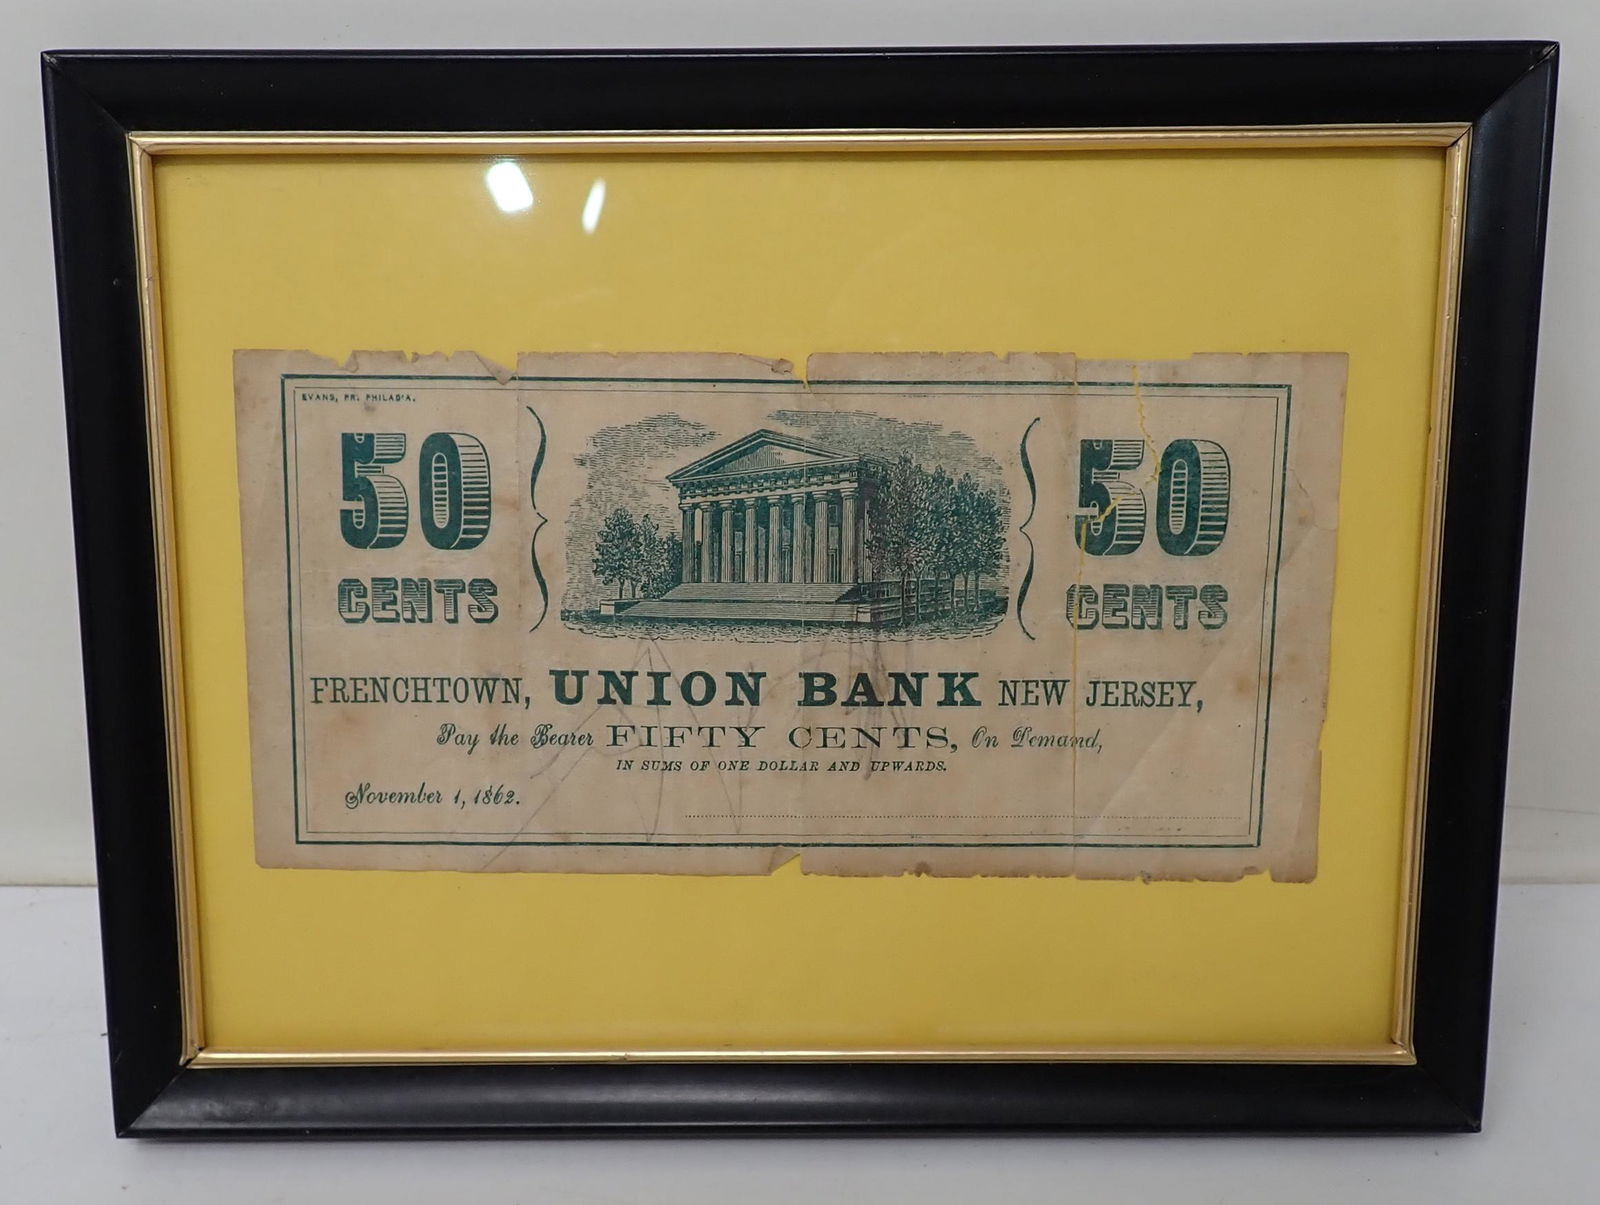 EVANS, PR. PHILAD'A.
50 50
CENTS CENTS
FRENCHTOWN, UNION BANK NEW JERSEY,
Pay the Bearer FIFTY CENTS, On Demand,
IN SUMS OF ONE DOLLAR AND UPWARDS.
November 1, 1862.